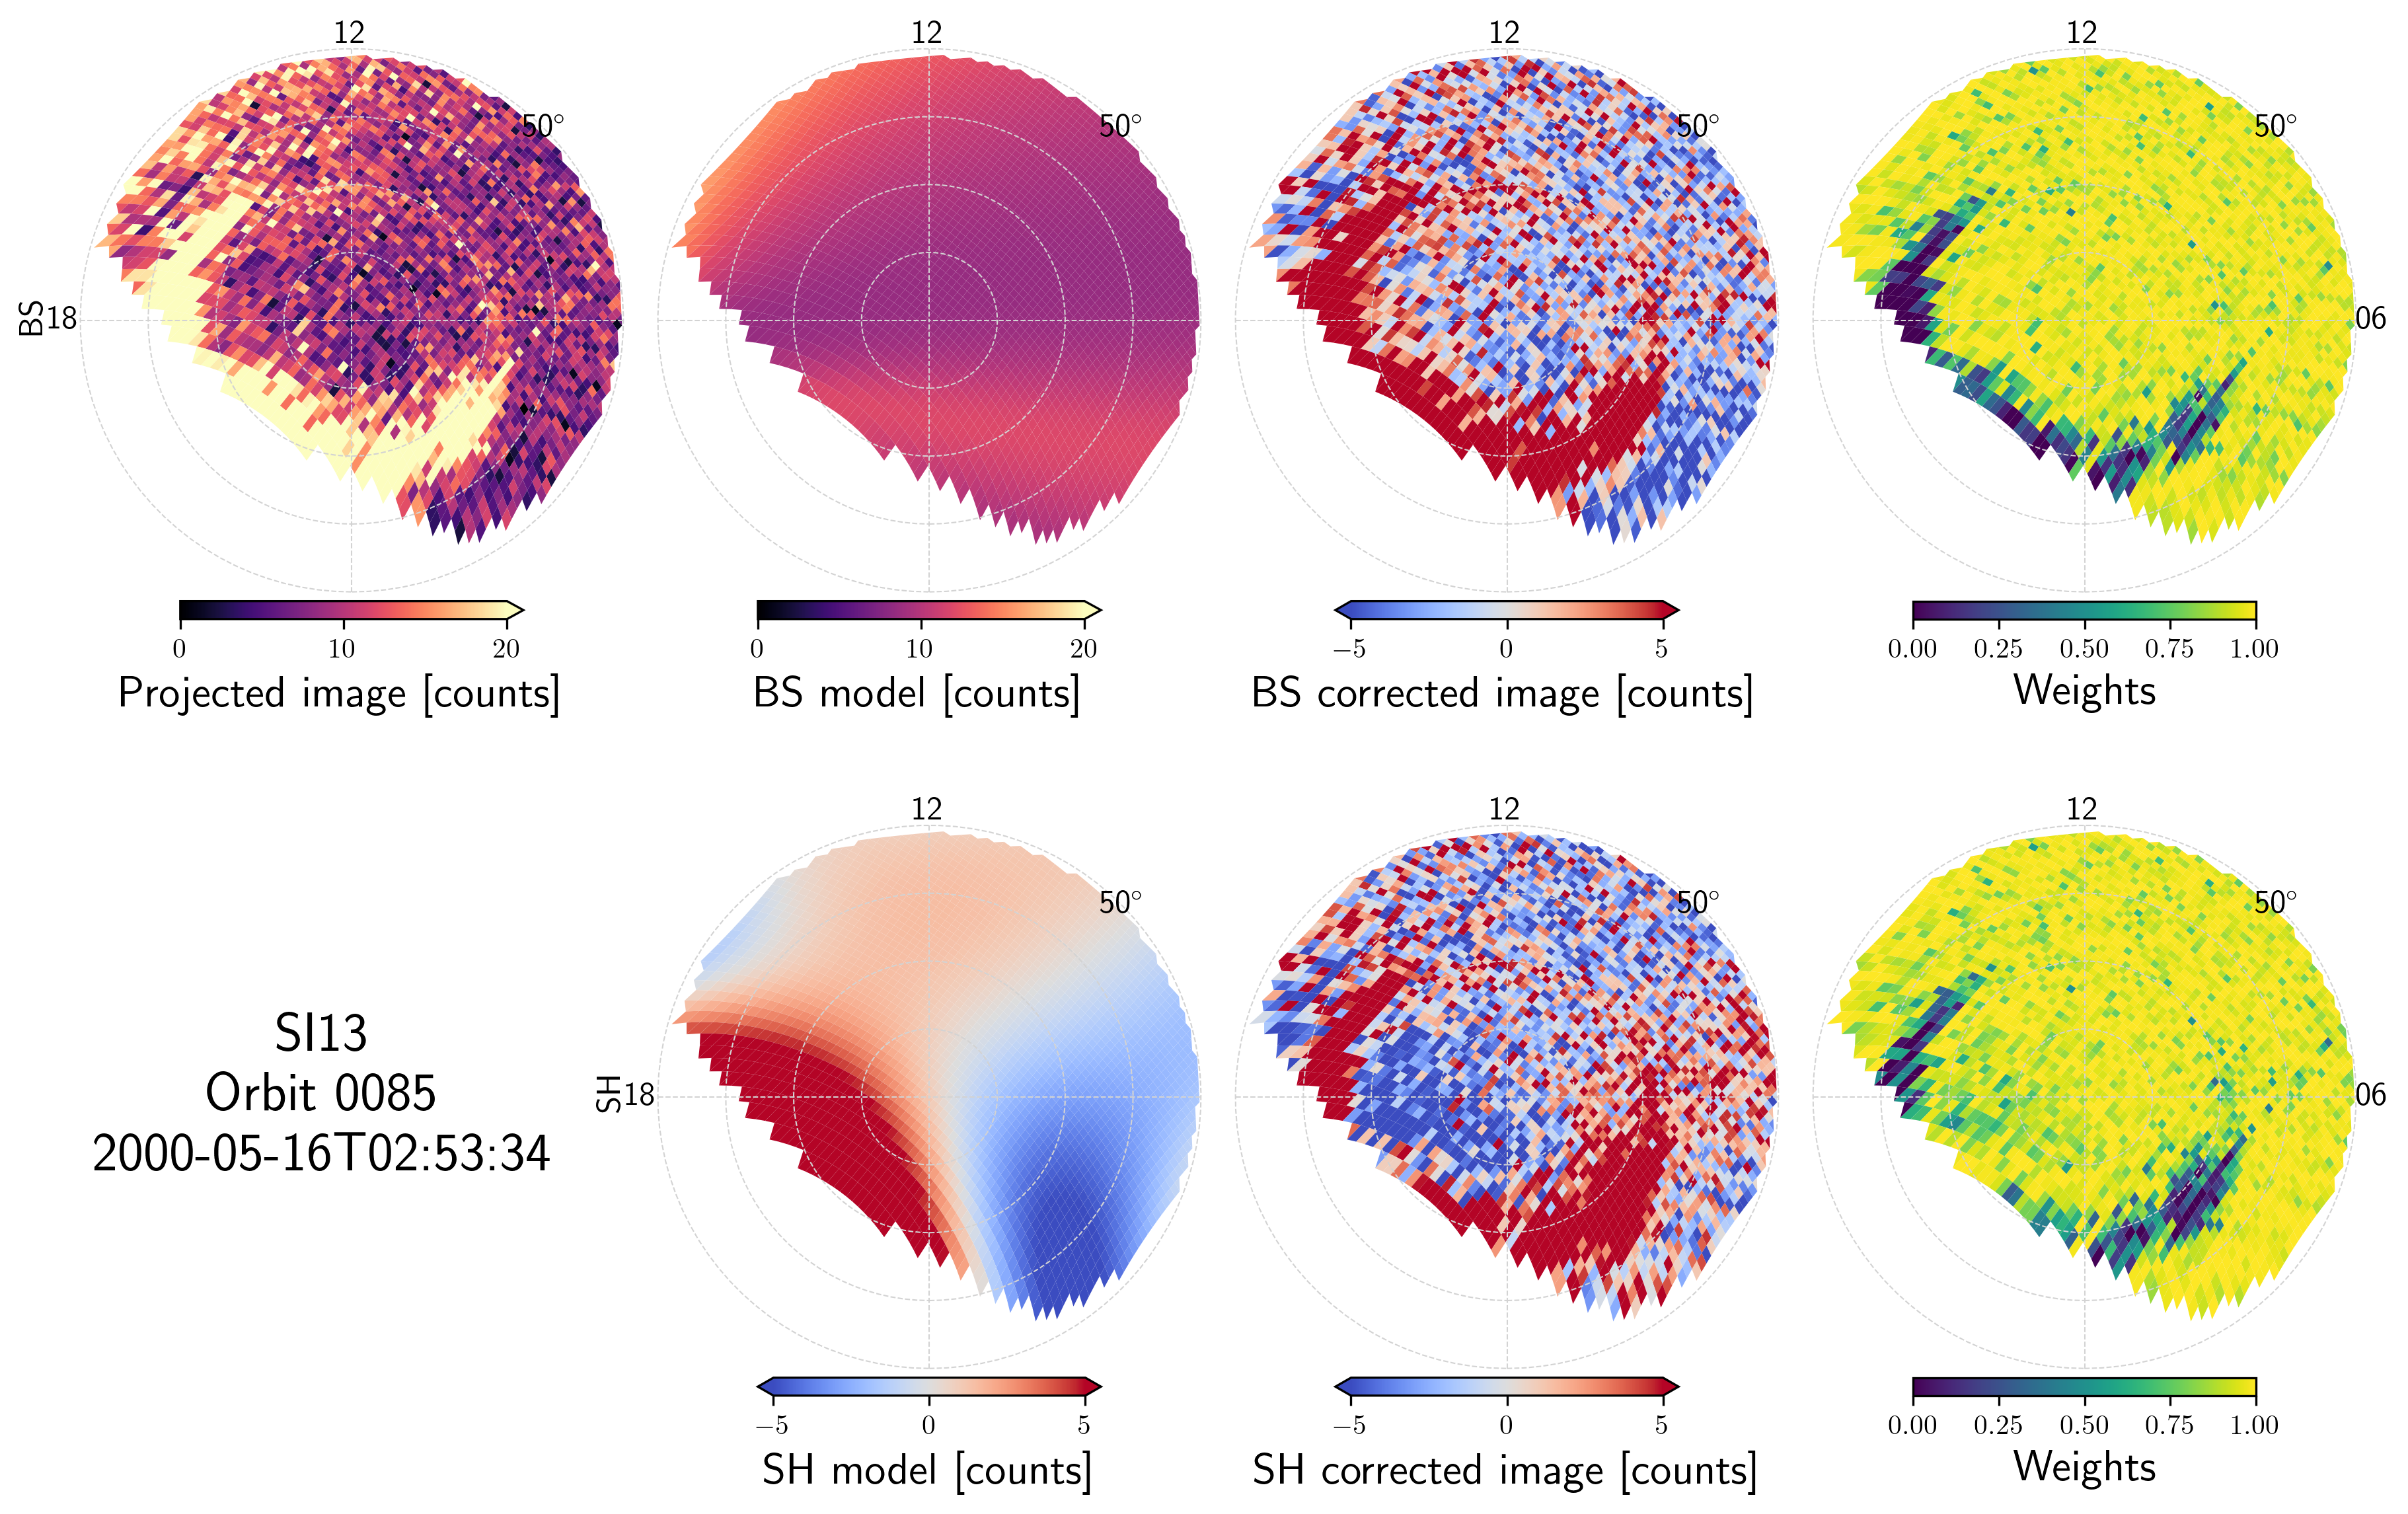 12
12
12
12
50°
50°
50°
50°
BS
18
06
0 10 20
0 10 20
−5 0 5
0.00 0.25 0.50 0.75 1.00
Projected image [counts]
BS model [counts]
BS corrected image [counts]
Weights
12
12
12
50°
50°
50°
SI13
Orbit 0085
2000-05-16T02:53:34
SH
18
06
−5 0 5
−5 0 5
0.00 0.25 0.50 0.75 1.00
SH model [counts]
SH corrected image [counts]
Weights